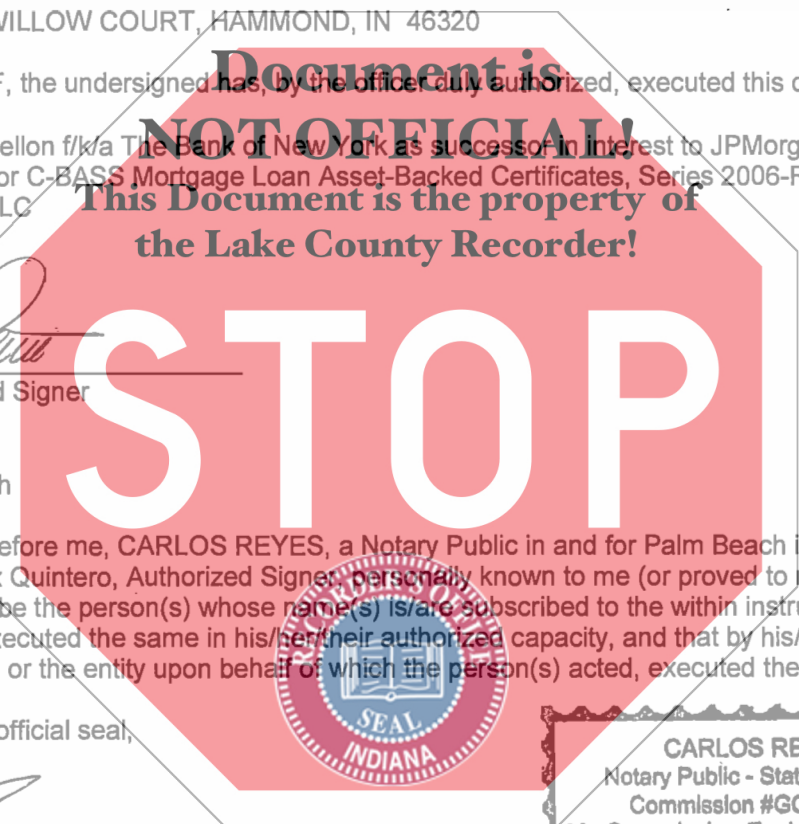 WILLOW COURT, HAMMOND, IN 46320
Document is
F, the undersigned has, by the officer duly authorized, executed this
NOT OFFICIAL!
ellon f/k/a The Bank of New York as successor in interest to JPMorg
or C-BASS Mortgage Loan Asset-Backed Certificates, Series 2006-
This Document is the property of
LC
the Lake County Recorder!
STOP
d Signer
h
efore me, CARLOS REYES, a Notary Public in and for Palm Beach i
Quintero, Authorized Signer, personally known to me (or proved to
be the person(s) whose name(s) is/are subscribed to the within instru
ecuted the same in his/her/their authorized capacity, and that by his/
or the entity upon behalf of which the person(s) acted, executed the
RECORDER'S OFFICE
SEAL
INDIANA
official seal,
CARLOS RE
Notary Public - Stat
Commission #GG